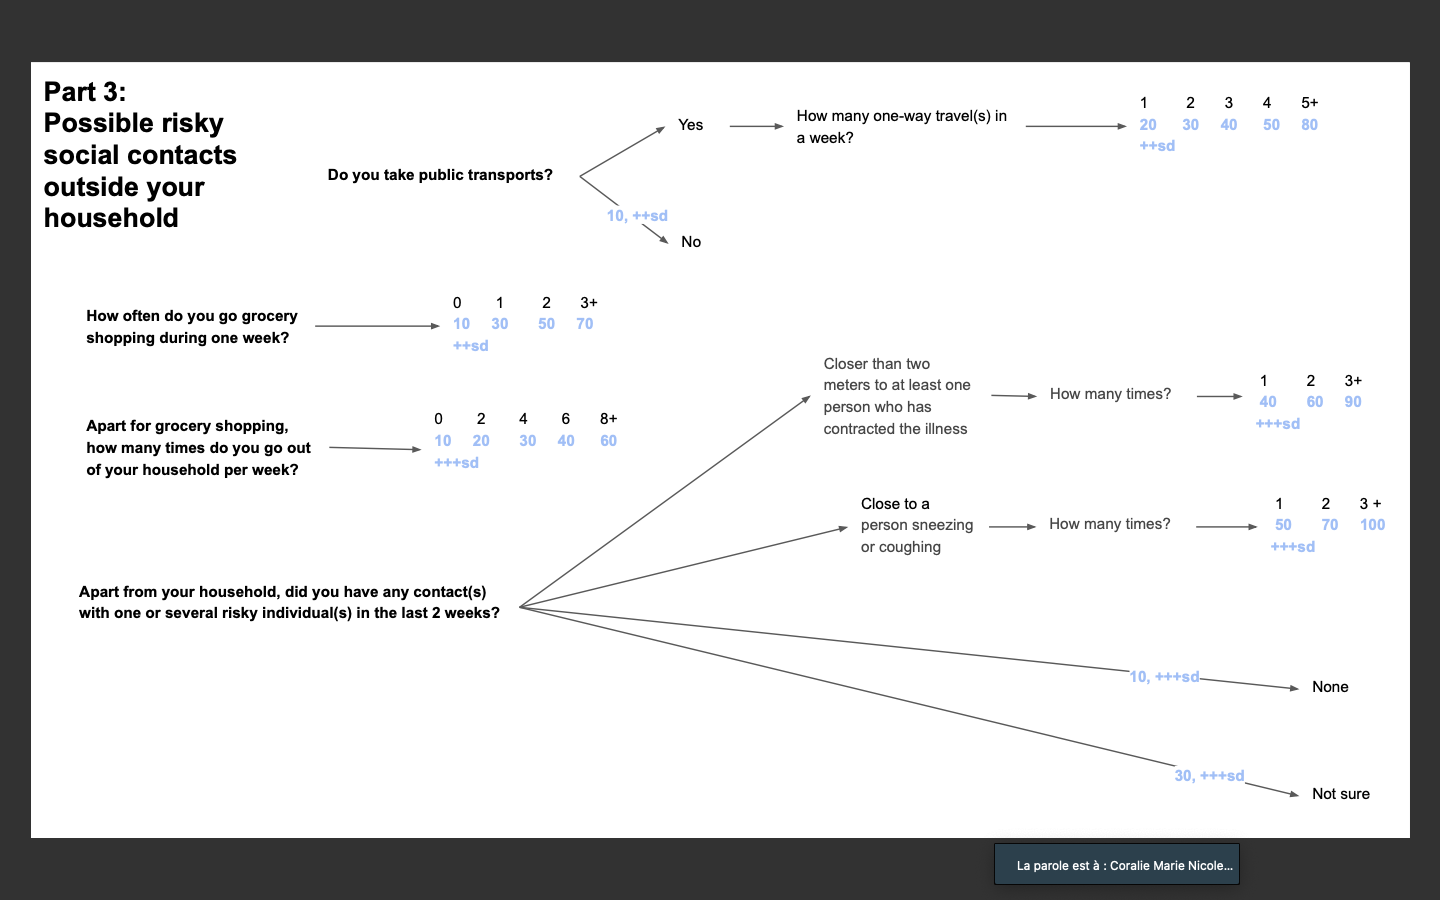 Part 3:
Possible risky
social contacts
outside your
household
Do you take public transports?
Yes
How many one-way travel(s) in
a week?
1 2 3 4 5+
20 30 40 50 80
++sd
10, ++sd
No
How often do you go grocery
shopping during one week?
0 1 2 3+
10 30 50 70
++sd
Apart for grocery shopping,
how many times do you go out
of your household per week?
0 2 4 6 8+
10 20 30 40 60
+++sd
Apart from your household, did you have any contact(s)
with one or several risky individual(s) in the last 2 weeks?
Closer than two
meters to at least one
person who has
contracted the illness
How many times?
1 2 3+
40 60 90
+++sd
Close to a
person sneezing
or coughing
How many times?
1 2 3 +
50 70 100
+++sd
10, +++sd
None
30, +++sd
Not sure
La parole est à : Coralie Marie Nicole...